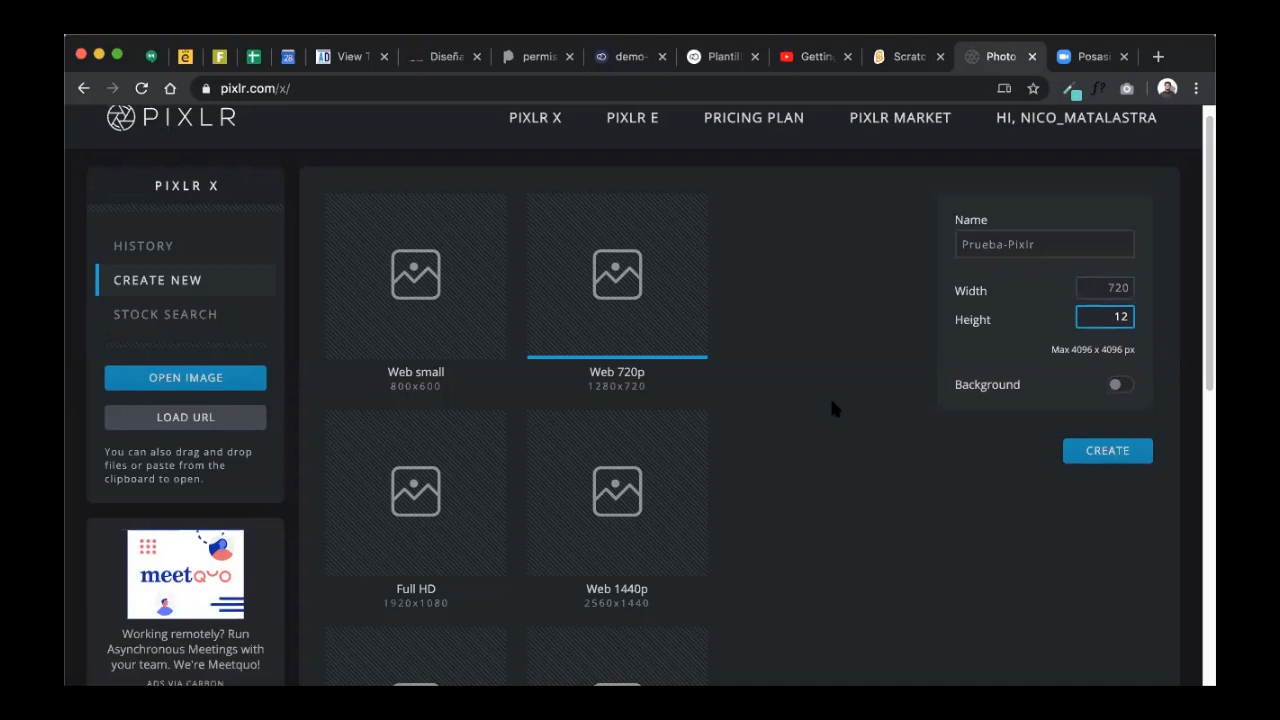 28
View T
Diseña
permis
demo-
Plantill
Getting
Scratc
Photo
Posasi
pixlr.com/x/
PIXLR
PIXLR X
PIXLR E
PRICING PLAN
PIXLR MARKET
HI, NICO_MATALASTRA
PIXLR X
HISTORY
CREATE NEW
STOCK SEARCH
OPEN IMAGE
LOAD URL
You can also drag and drop
files or paste from the
clipboard to open.
meetquo
Working remotely? Run
Asynchronous Meetings with
your team. We're Meetquo!
ADS VIA CARBON
Web small
800x600
Web 720p
1280x720
Full HD
1920x1080
Web 1440p
2560x1440
Name
Prueba-Pixlr
Width
720
Height
12
Max 4096 x 4096 px
Background
CREATE